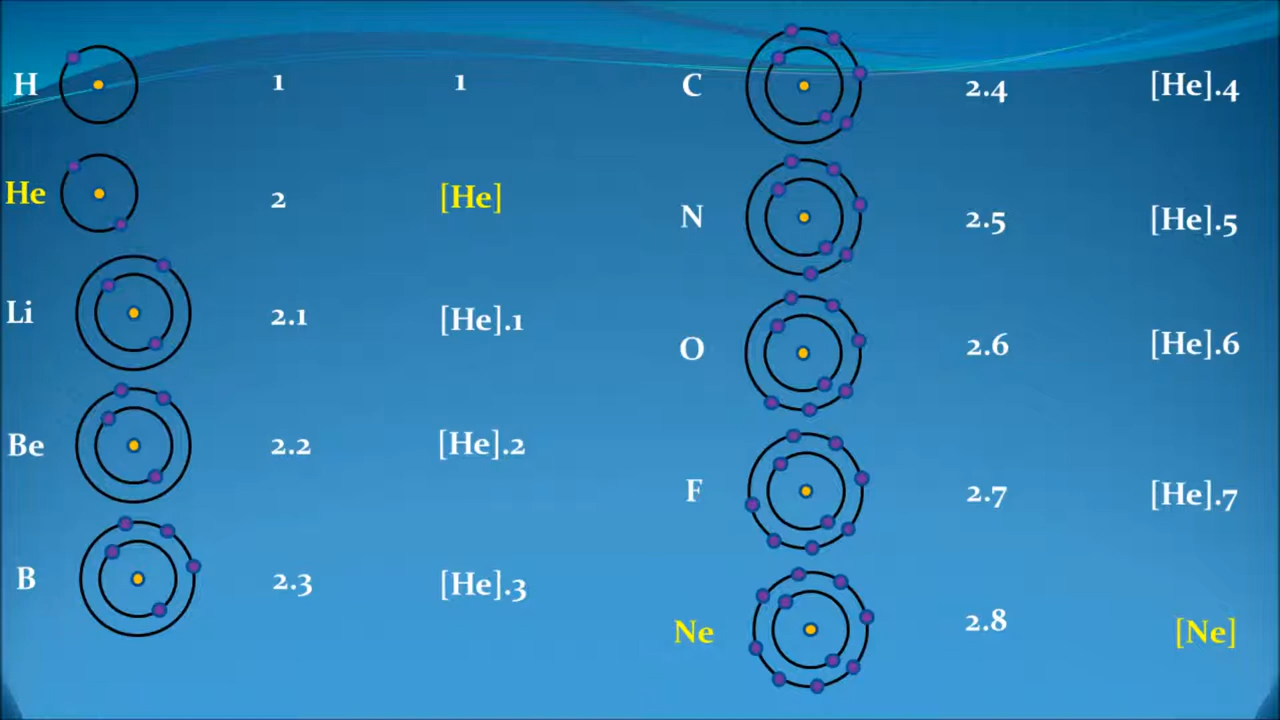 H 1 1
He 2 [He]
Li 2.1 [He].1
Be 2.2 [He].2
B 2.3 [He].3
C 2.4 [He].4
N 2.5 [He].5
O 2.6 [He].6
F 2.7 [He].7
Ne 2.8 [Ne]